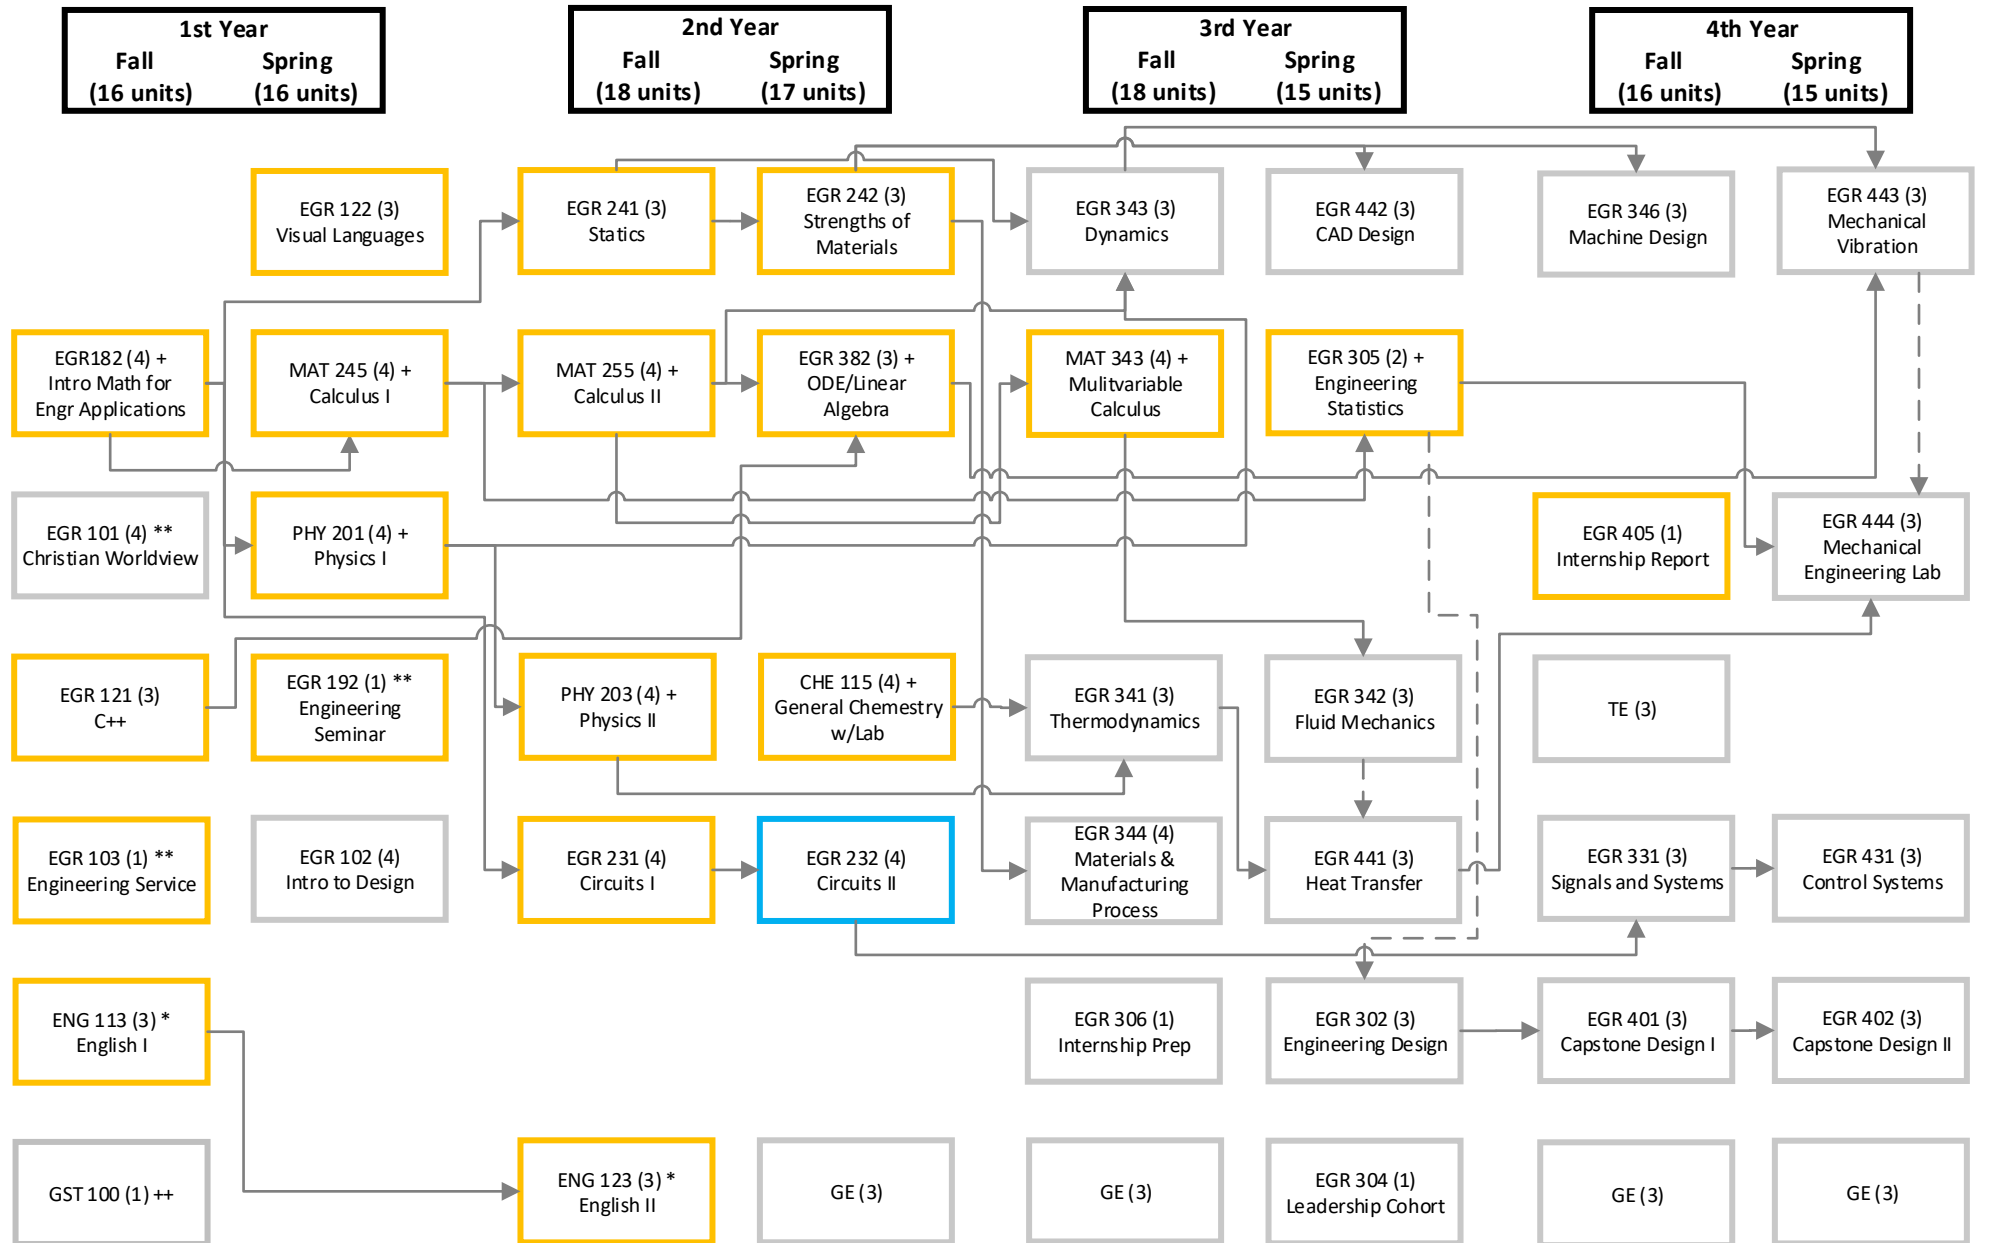 1st Year
Fall Spring
(16 units) (16 units)
2nd Year
Fall Spring
(18 units) (17 units)
3rd Year
Fall Spring
(18 units) (15 units)
4th Year
Fall Spring
(16 units) (15 units)
EGR 122 (3)
Visual Languages
EGR 241 (3)
Statics
EGR 242 (3)
Strengths of
Materials
EGR 343 (3)
Dynamics
EGR 442 (3)
CAD Design
EGR 346 (3)
Machine Design
EGR 443 (3)
Mechanical
Vibration
EGR182 (4) +
Intro Math for
Engr Applications
MAT 245 (4) +
Calculus I
MAT 255 (4) +
Calculus II
EGR 382 (3) +
ODE/Linear
Algebra
MAT 343 (4) +
Mulitvariable
Calculus
EGR 305 (2) +
Engineering
Statistics
EGR 101 (4) **
Christian Worldview
PHY 201 (4) +
Physics I
EGR 405 (1)
Internship Report
EGR 444 (3)
Mechanical
Engineering Lab
EGR 121 (3)
C++
EGR 192 (1) **
Engineering
Seminar
PHY 203 (4) +
Physics II
CHE 115 (4) +
General Chemestry
w/Lab
EGR 341 (3)
Thermodynamics
EGR 342 (3)
Fluid Mechanics
TE (3)
EGR 103 (1) **
Engineering Service
EGR 102 (4)
Intro to Design
EGR 231 (4)
Circuits I
EGR 232 (4)
Circuits II
EGR 344 (4)
Materials &
Manufacturing
Process
EGR 441 (3)
Heat Transfer
EGR 331 (3)
Signals and Systems
EGR 431 (3)
Control Systems
ENG 113 (3) *
English I
EGR 306 (1)
Internship Prep
EGR 302 (3)
Engineering Design
EGR 401 (3)
Capstone Design I
EGR 402 (3)
Capstone Design II
GST 100 (1) ++
ENG 123 (3) *
English II
GE (3)
GE (3)
EGR 304 (1)
Leadership Cohort
GE (3)
GE (3)